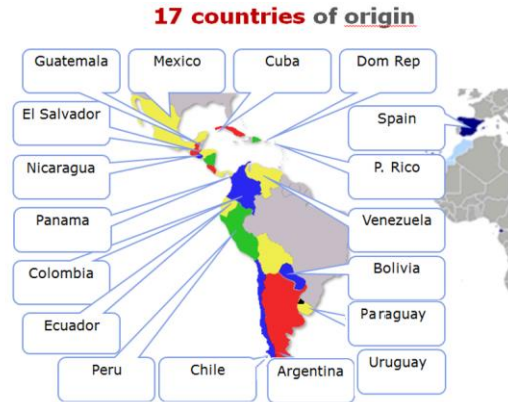 17 countries of origin
Guatemala
Mexico
Cuba
Dom Rep
El Salvador
Spain
Nicaragua
P. Rico
Panama
Venezuela
Colombia
Bolivia
Ecuador
Paraguay
Peru
Chile
Argentina
Uruguay